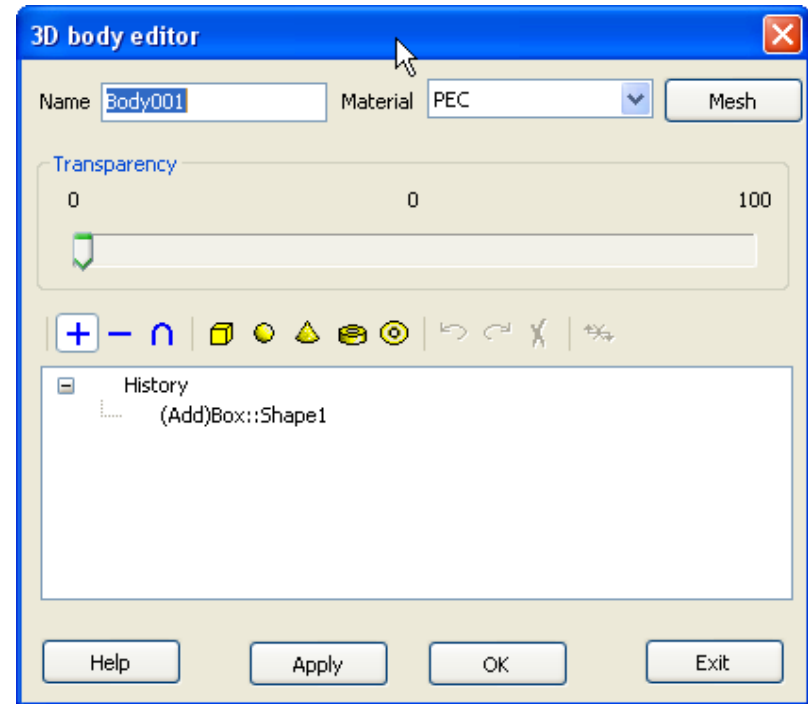 3D body editor
Name Body001 Material PEC Mesh
Transparency
0 0 100
History
(Add)Box::Shape1
Help Apply OK Exit